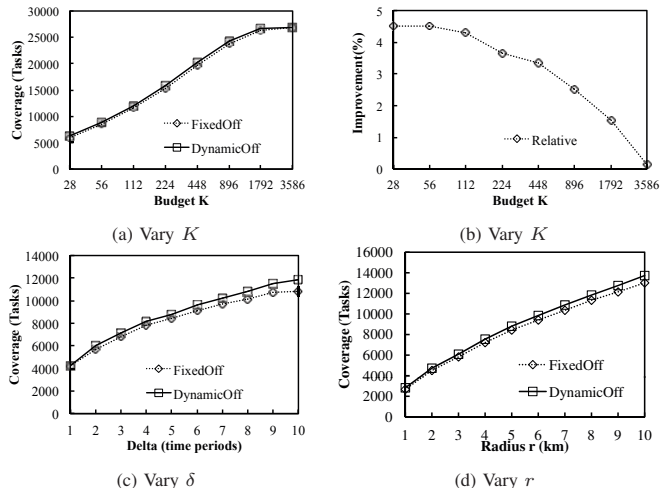 30000
25000
20000
15000
10000
5000
0
Coverage (Tasks)
FixedOff
DynamicOff
28 56 112 224 448 896 1792 3586
Budget K
(a) Vary K
5
4
3
2
1
0
Improvement(%)
Relative
28 56 112 224 448 896 1792 3586
Budget K
(b) Vary K
14000
12000
10000
8000
6000
4000
2000
0
Coverage (Tasks)
FixedOff
DynamicOff
1 2 3 4 5 6 7 8 9 10
Delta (time periods)
(c) Vary δ
16000
14000
12000
10000
8000
6000
4000
2000
0
Coverage (Tasks)
FixedOff
DynamicOff
1 2 3 4 5 6 7 8 9 10
Radius r (km)
(d) Vary r